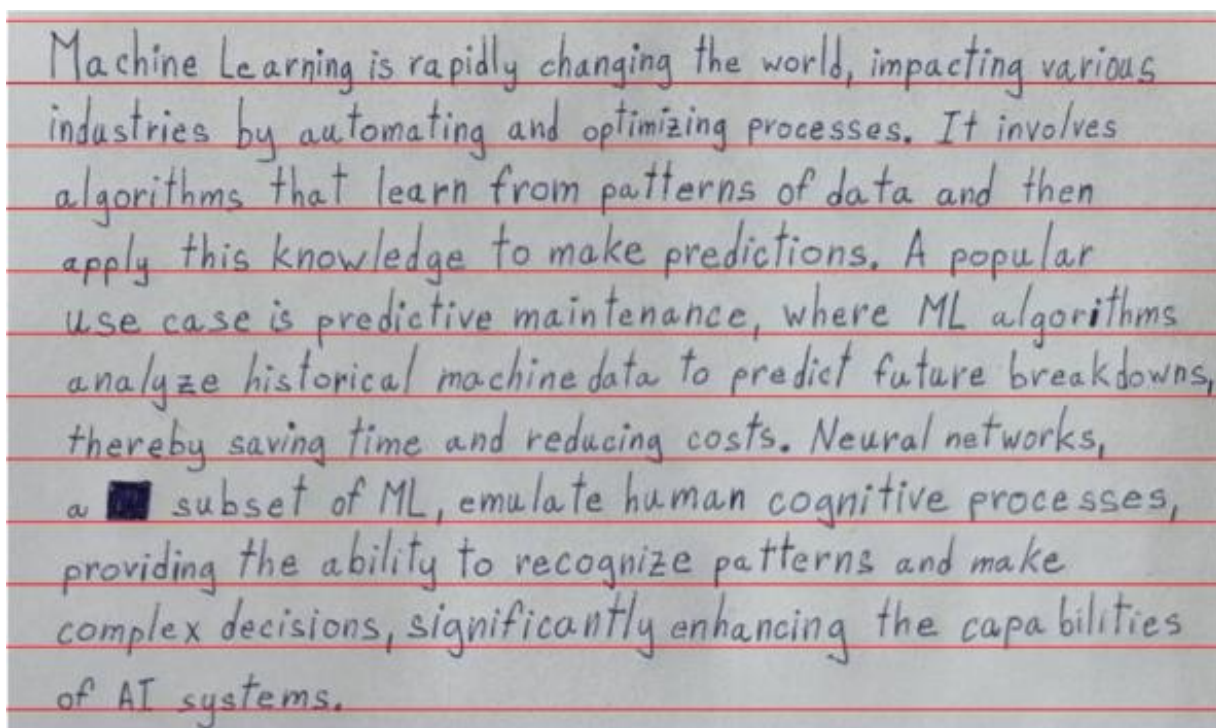 Machine Learning is rapidly changing the world, impacting various
industries by automating and optimizing processes. It involves
algorithms that learn from patterns of data and then
apply this knowledge to make predictions. A popular
use case is predictive maintenance, where ML algorithms
analyze historical machine data to predict future breakdowns,
thereby saving time and reducing costs. Neural networks,
a subset of ML, emulate human cognitive processes,
providing the ability to recognize patterns and make
complex decisions, significantly enhancing the capabilities
of AI systems.